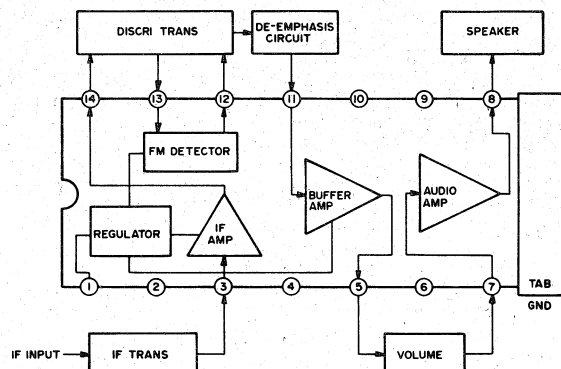 DISCRI TRANS
DE-EMPHASIS
CIRCUIT
SPEAKER
14
13
12
11
10
9
8
FM DETECTOR
BUFFER
AMP
AUDIO
AMP
REGULATOR
IF
AMP
1
2
3
4
5
6
7
TAB
GND
IF INPUT
IF TRANS
VOLUME